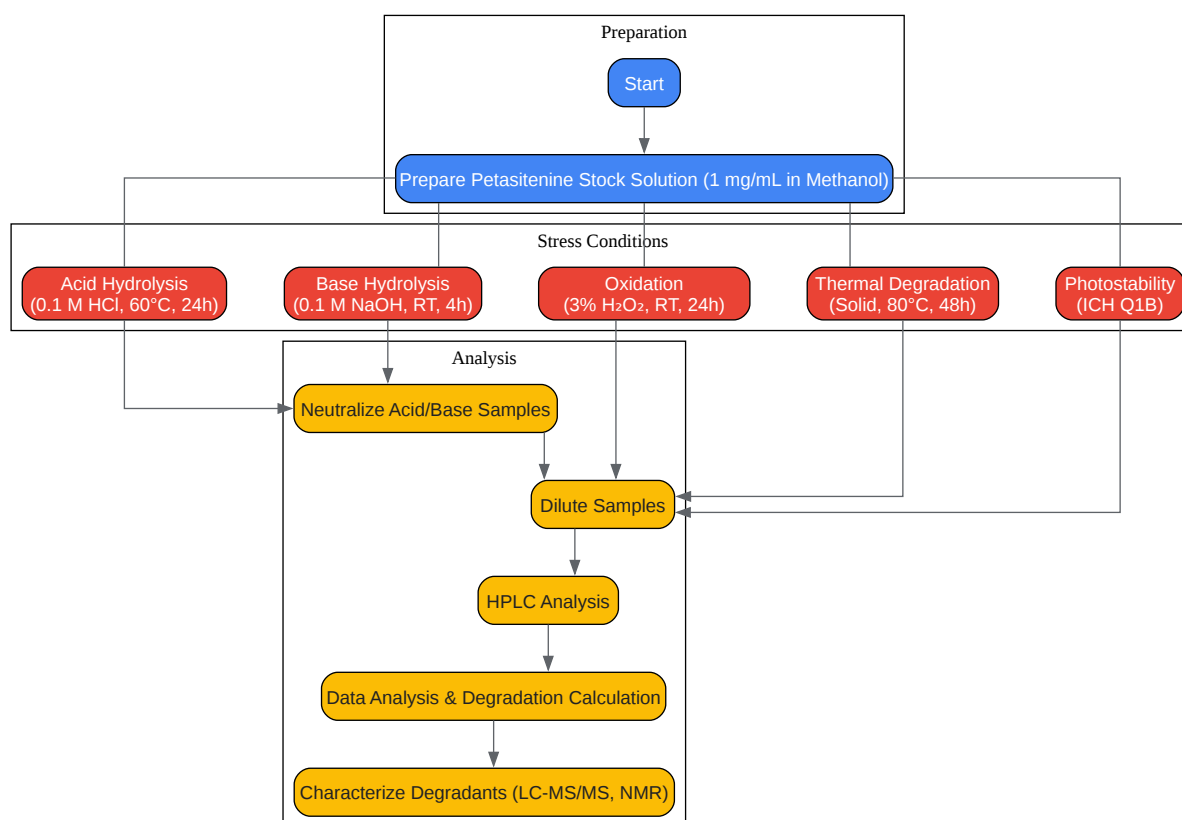 Preparation
Start
Prepare Petasitenine Stock Solution (1 mg/mL in Methanol)
Stress Conditions
Acid Hydrolysis
(0.1 M HCl, 60°C, 24h)
Base Hydrolysis
(0.1 M NaOH, RT, 4h)
Oxidation
(3% H₂O₂, RT, 24h)
Thermal Degradation
(Solid, 80°C, 48h)
Photostability
(ICH Q1B)
Analysis
Neutralize Acid/Base Samples
Dilute Samples
HPLC Analysis
Data Analysis & Degradation Calculation
Characterize Degradants (LC-MS/MS, NMR)